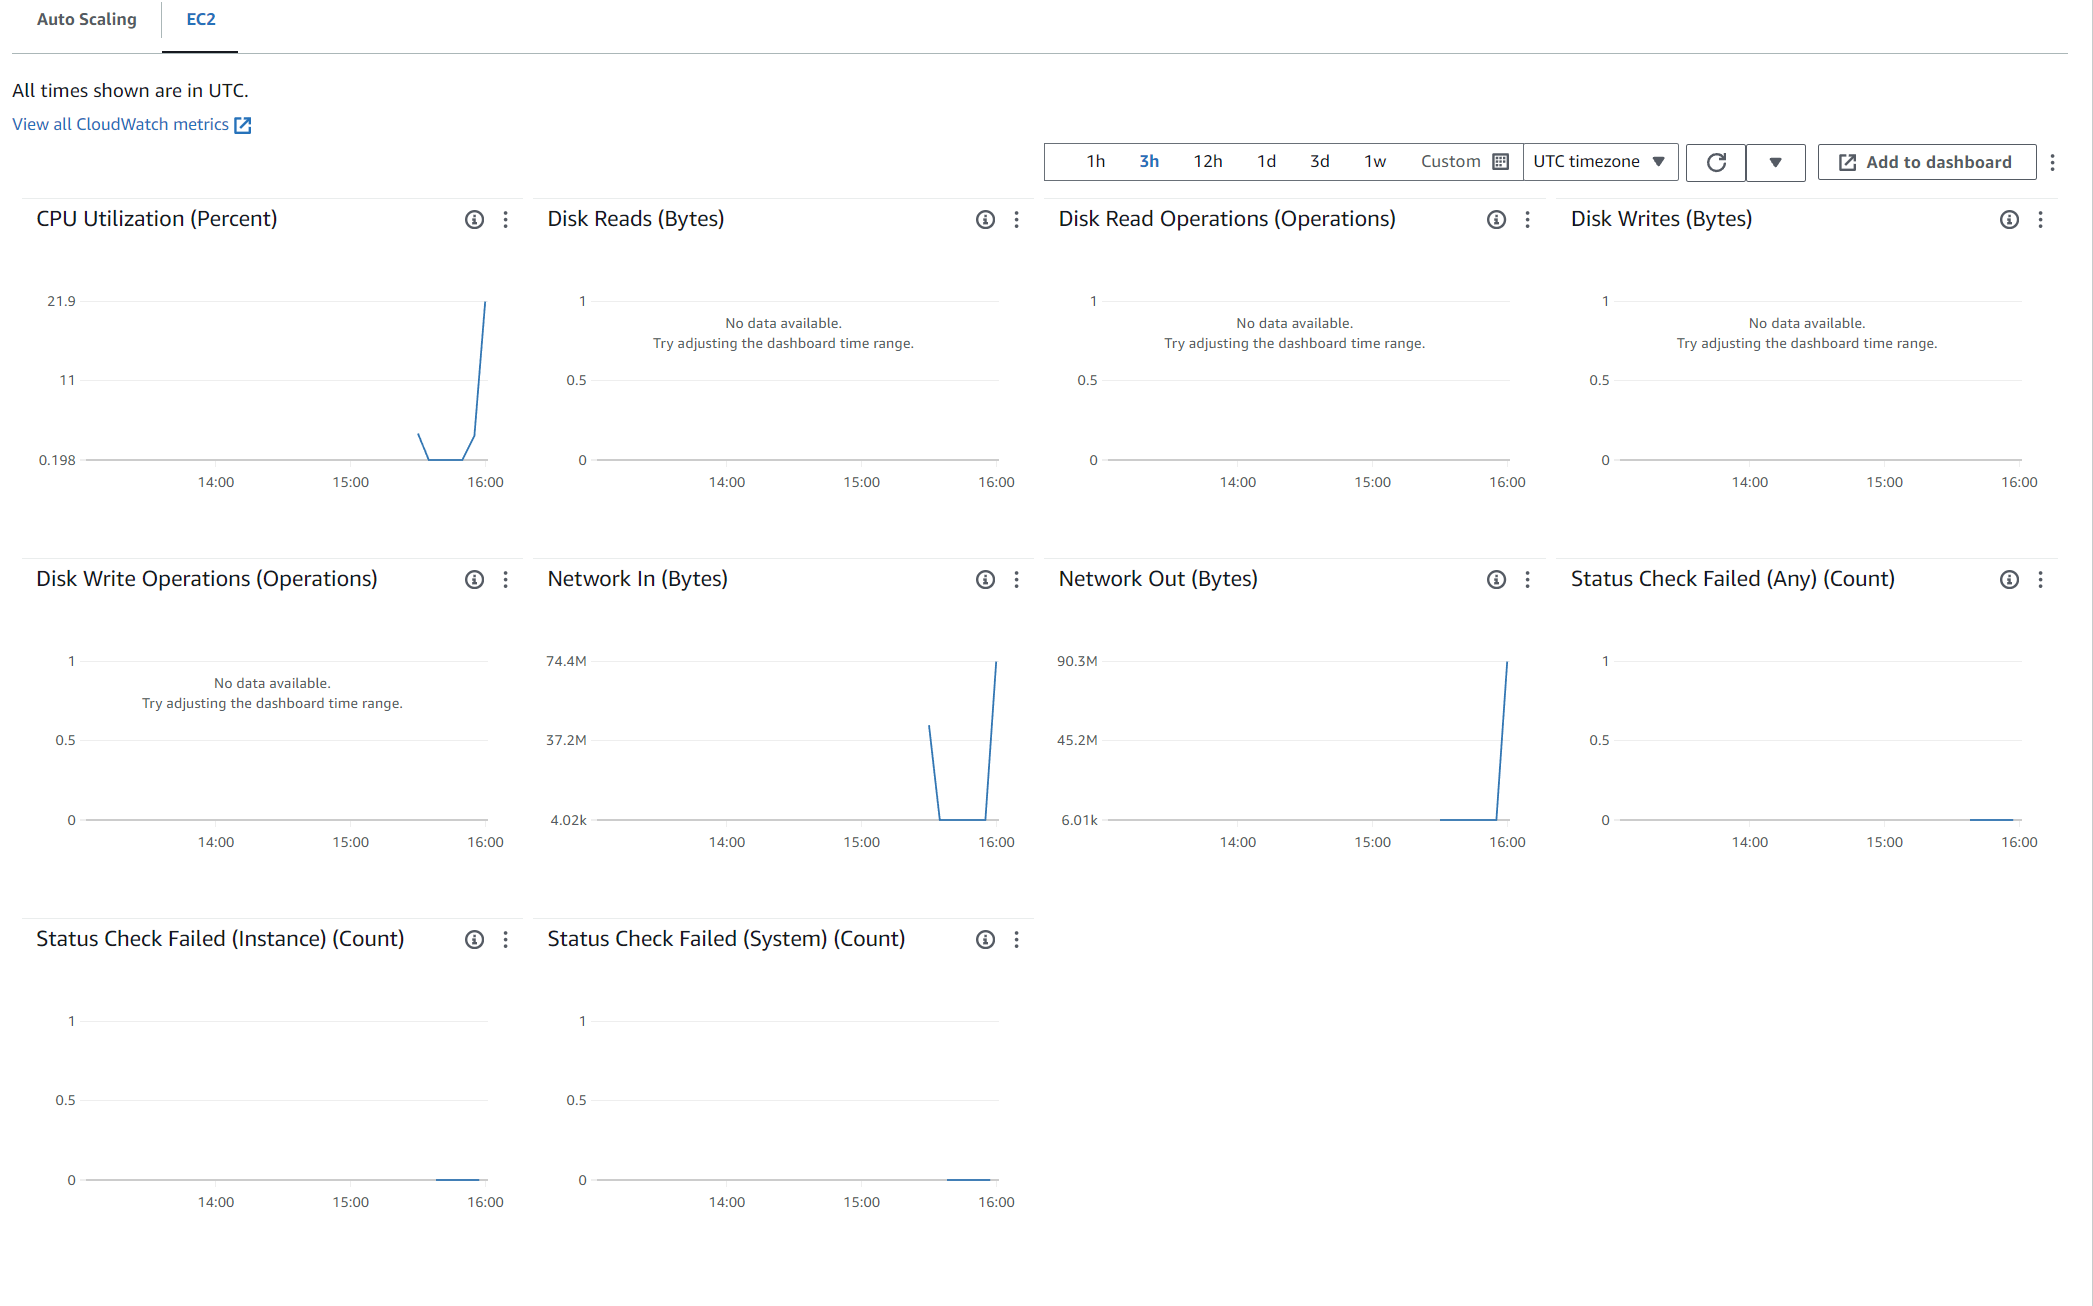 Auto Scaling
EC2
All times shown are in UTC.
View all CloudWatch metrics
1h 3h 12h 1d 3d 1w Custom UTC timezone Add to dashboard
CPU Utilization (Percent)
21.9
11
0.198
14:00 15:00 16:00
Disk Reads (Bytes)
1
No data available.
Try adjusting the dashboard time range.
0.5
0
14:00 15:00 16:00
Disk Read Operations (Operations)
1
No data available.
Try adjusting the dashboard time range.
0.5
0
14:00 15:00 16:00
Disk Writes (Bytes)
1
No data available.
Try adjusting the dashboard time range.
0.5
0
14:00 15:00 16:00
Disk Write Operations (Operations)
1
No data available.
Try adjusting the dashboard time range.
0.5
0
14:00 15:00 16:00
Network In (Bytes)
74.4M
37.2M
4.02k
14:00 15:00 16:00
Network Out (Bytes)
90.3M
45.2M
6.01k
14:00 15:00 16:00
Status Check Failed (Any) (Count)
1
0.5
0
14:00 15:00 16:00
Status Check Failed (Instance) (Count)
1
0.5
0
14:00 15:00 16:00
Status Check Failed (System) (Count)
1
0.5
0
14:00 15:00 16:00